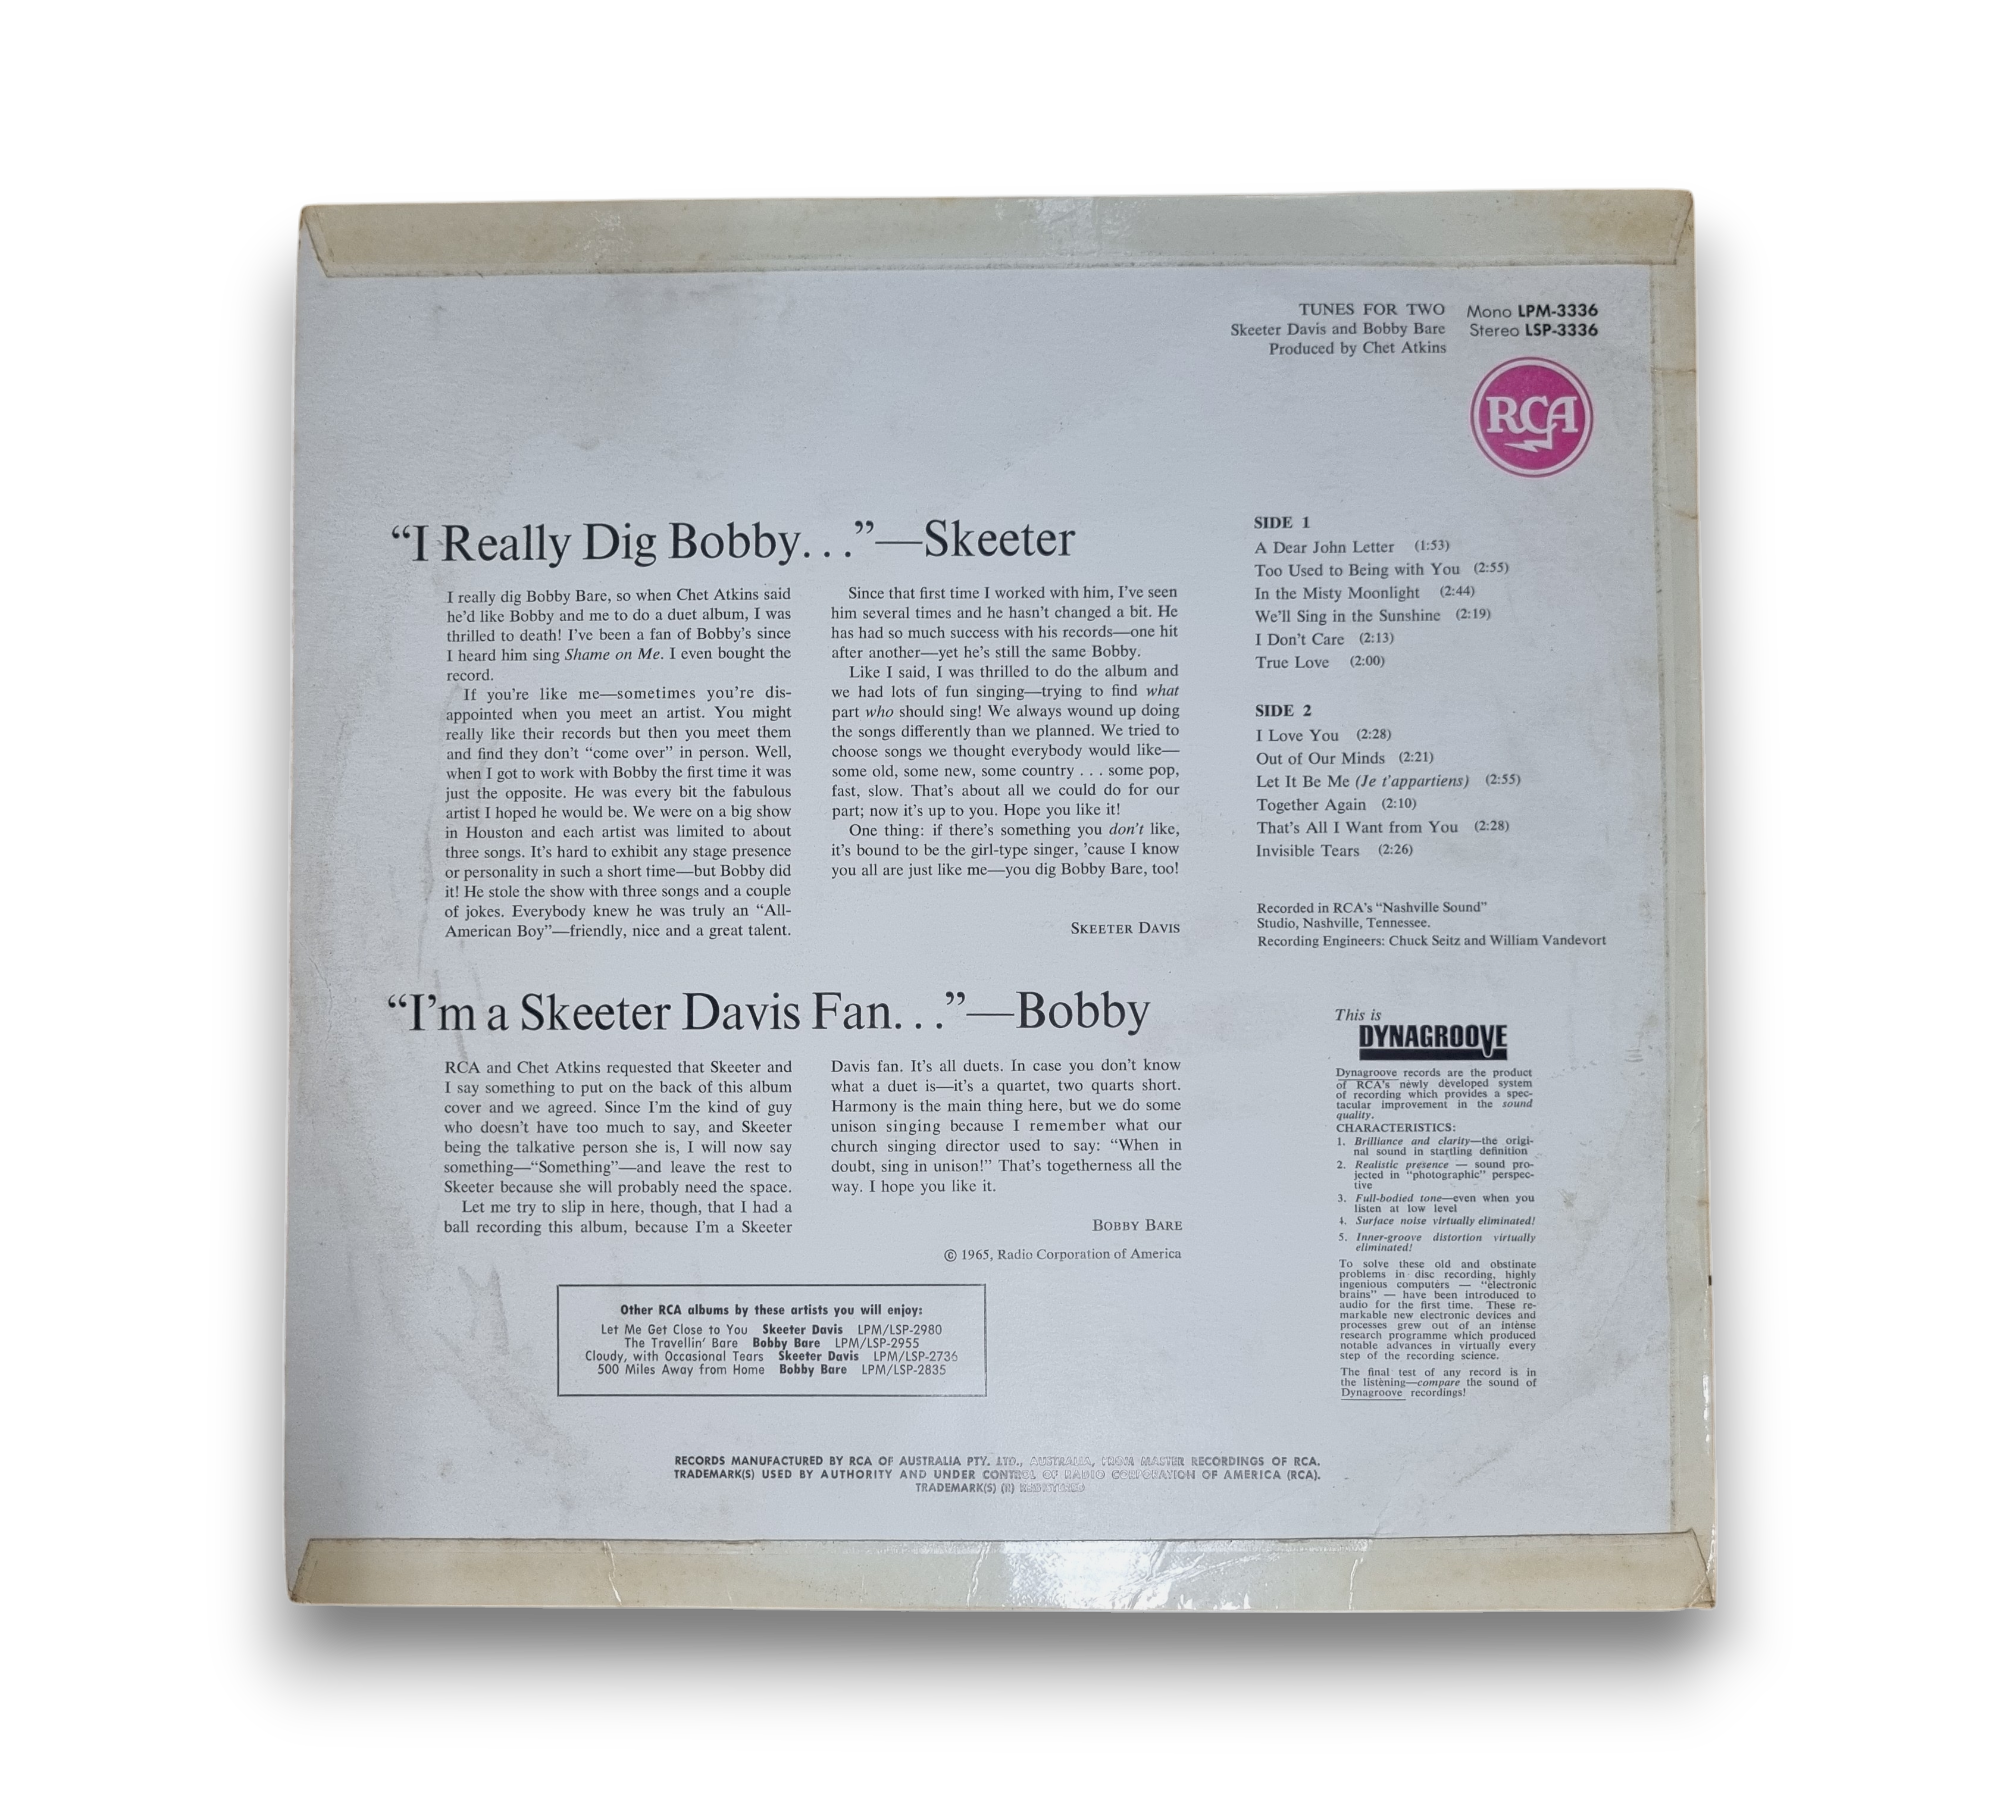 TUNES FOR TWO
Skeeter Davis and Bobby Bare
Produced by Chet Atkins
Mono LPM-3336
Stereo LSP-3336
RCA
“I Really Dig Bobby. . .”—Skeeter
I really dig Bobby Bare, so when Chet Atkins said
he’d like Bobby and me to do a duet album, I was
thrilled to death! I’ve been a fan of Bobby’s since
I heard him sing Shame on Me. I even bought the
record.
If you’re like me—sometimes you’re dis-
appointed when you meet an artist. You might
really like their records but then you meet them
and find they don’t “come over” in person. Well,
when I got to work with Bobby the first time it was
just the opposite. He was every bit the fabulous
artist I hoped he would be. We were on a big show
in Houston and each artist was limited to about
three songs. It’s hard to exhibit any stage presence
or personality in such a short time—but Bobby did
it! He stole the show with three songs and a couple
of jokes. Everybody knew he was truly an “All-
American Boy”—friendly, nice and a great talent.
Since that first time I worked with him, I’ve seen
him several times and he hasn’t changed a bit. He
has had so much success with his records—one hit
after another—yet he’s still the same Bobby.
Like I said, I was thrilled to do the album and
we had lots of fun singing—trying to find what
part who should sing! We always wound up doing
the songs differently than we planned. We tried to
choose songs we thought everybody would like—
some old, some new, some country . . . some pop,
fast, slow. That’s about all we could do for our
part; now it’s up to you. Hope you like it!
One thing: if there’s something you don’t like,
it’s bound to be the girl-type singer, ’cause I know
you all are just like me—you dig Bobby Bare, too!
SKEETER DAVIS
“I’m a Skeeter Davis Fan. . .”—Bobby
RCA and Chet Atkins requested that Skeeter and
I say something to put on the back of this album
cover and we agreed. Since I’m the kind of guy
who doesn’t have too much to say, and Skeeter
being the talkative person she is, I will now say
something—“Something”—and leave the rest to
Skeeter because she will probably need the space.
Let me try to slip in here, though, that I had a
ball recording this album, because I’m a Skeeter
Davis fan. It’s all duets. In case you don’t know
what a duet is—it’s a quartet, two quarts short.
Harmony is the main thing here, but we do some
unison singing because I remember what our
church singing director used to say: “When in
doubt, sing in unison!” That’s togetherness all the
way. I hope you like it.
BOBBY BARE
© 1965, Radio Corporation of America
Other RCA albums by these artists you will enjoy:
Let Me Get Close to You Skeeter Davis LPM/LSP-2980
The Travellin’ Bare Bobby Bare LPM/LSP-2955
Cloudy, with Occasional Tears Skeeter Davis LPM/LSP-2736
500 Miles Away from Home Bobby Bare LPM/LSP-2835
SIDE 1
A Dear John Letter (1:53)
Too Used to Being with You (2:55)
In the Misty Moonlight (2:44)
We’ll Sing in the Sunshine (2:19)
I Don’t Care (2:13)
True Love (2:00)
SIDE 2
I Love You (2:28)
Out of Our Minds (2:21)
Let It Be Me (Je t’appartiens) (2:55)
Together Again (2:10)
That’s All I Want from You (2:28)
Invisible Tears (2:26)
Recorded in RCA’s “Nashville Sound”
Studio, Nashville, Tennessee.
Recording Engineers: Chuck Seitz and William Vandevort
This is
DYNAGROOVE
Dynagroove records are the product
of RCA’s newly developed system
of recording which provides a spec-
tacular improvement in the sound
quality.
CHARACTERISTICS:
1. Brilliance and clarity—the origi-
nal sound in startling definition
2. Realistic presence — sound pro-
jected in “photographic” perspec-
tive
3. Full-bodied tone—even when you
listen at low level
4. Surface noise virtually eliminated!
5. Inner-groove distortion virtually
eliminated!
To solve these old and obstinate
problems in disc recording, highly
ingenious computers — “electronic
brains” — have been introduced to
audio for the first time. These re-
markable new electronic devices and
processes grew out of an intense
research programme which produced
notable advances in virtually every
step of the recording science.
The final test of any record is in
the listening—compare the sound of
Dynagroove recordings!
RECORDS MANUFACTURED BY RCA OF AUSTRALIA PTY. LTD., AUSTRALIA, FROM MASTER RECORDINGS OF RCA.
TRADEMARK(S) USED BY AUTHORITY AND UNDER CONTROL OF RADIO CORPORATION OF AMERICA (RCA).
TRADEMARK(S) (R) REGISTERED